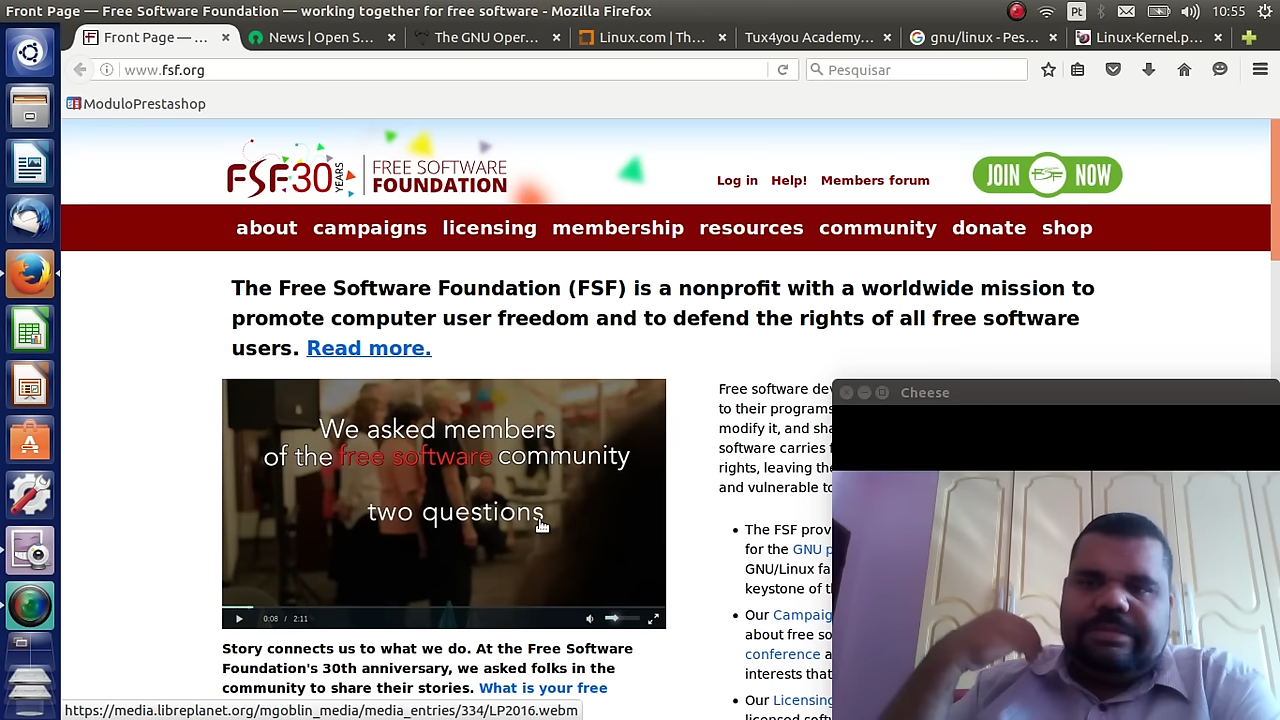 Front Page — Free Software Foundation — working together for free software - Mozilla Firefox
Pt
10:55
Front Page — ...
News | Open S...
The GNU Oper...
Linux.com | Th...
Tux4you Academy...
gnu/linux - Pes...
Linux-Kernel.p...
www.fsf.org
Pesquisar
ModuloPrestashop
FSF30 YEARS
FREE SOFTWARE
FOUNDATION
Log in Help! Members forum
JOIN FSF NOW
about campaigns licensing membership resources community donate shop
The Free Software Foundation (FSF) is a nonprofit with a worldwide mission to
promote computer user freedom and to defend the rights of all free software
users. Read more.
We asked members
of the free software community
two questions
0:08 / 2:11
Story connects us to what we do. At the Free Software
Foundation's 30th anniversary, we asked folks in the
community to share their stories. What is your free
Free software dev
to their programs
modify it, and sha
software carries f
rights, leaving the
and vulnerable to
• The FSF prov
for the GNU p
GNU/Linux fa
keystone of th
• Our Campaig
about free so
conference a
interests that
• Our Licensing
licensed soft
Cheese
https://media.libreplanet.org/mgoblin_media/media_entries/334/LP2016.webm